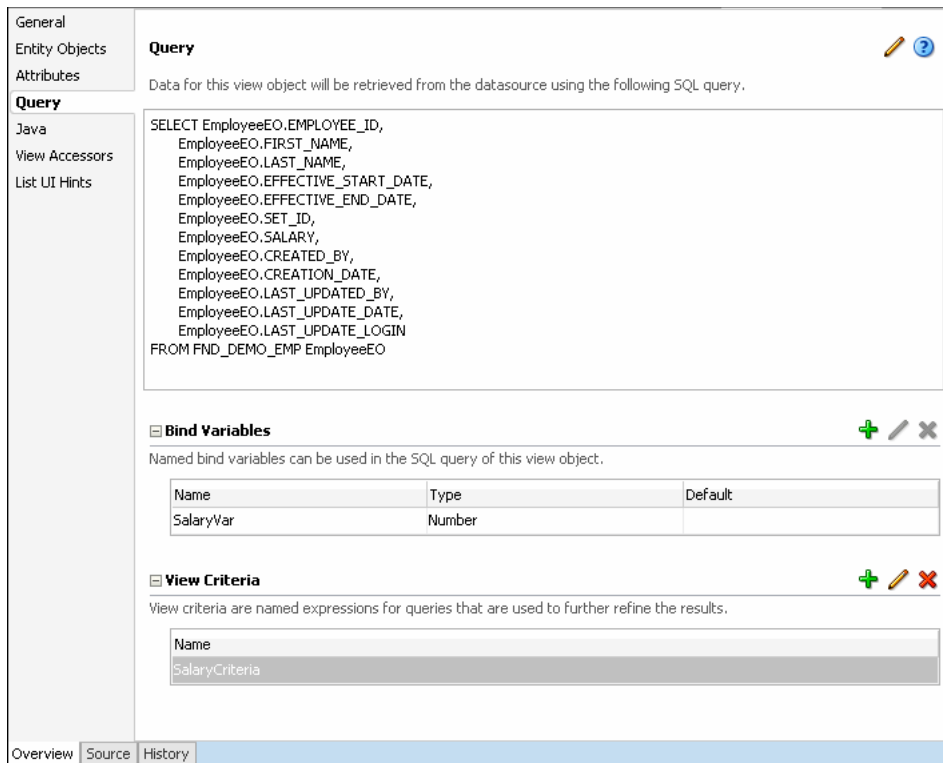 General
Entity Objects
Attributes
Query
Java
View Accessors
List UI Hints
Query
Data for this view object will be retrieved from the datasource using the following SQL query.
SELECT EmployeeEO.EMPLOYEE_ID,
EmployeeEO.FIRST_NAME,
EmployeeEO.LAST_NAME,
EmployeeEO.EFFECTIVE_START_DATE,
EmployeeEO.EFFECTIVE_END_DATE,
EmployeeEO.SET_ID,
EmployeeEO.SALARY,
EmployeeEO.CREATED_BY,
EmployeeEO.CREATION_DATE,
EmployeeEO.LAST_UPDATED_BY,
EmployeeEO.LAST_UPDATE_DATE,
EmployeeEO.LAST_UPDATE_LOGIN
FROM FND_DEMO_EMP EmployeeEO
Bind Variables
Named bind variables can be used in the SQL query of this view object.
Name Type Default
SalaryVar Number
View Criteria
View criteria are named expressions for queries that are used to further refine the results.
Name
SalaryCriteria
Overview Source History